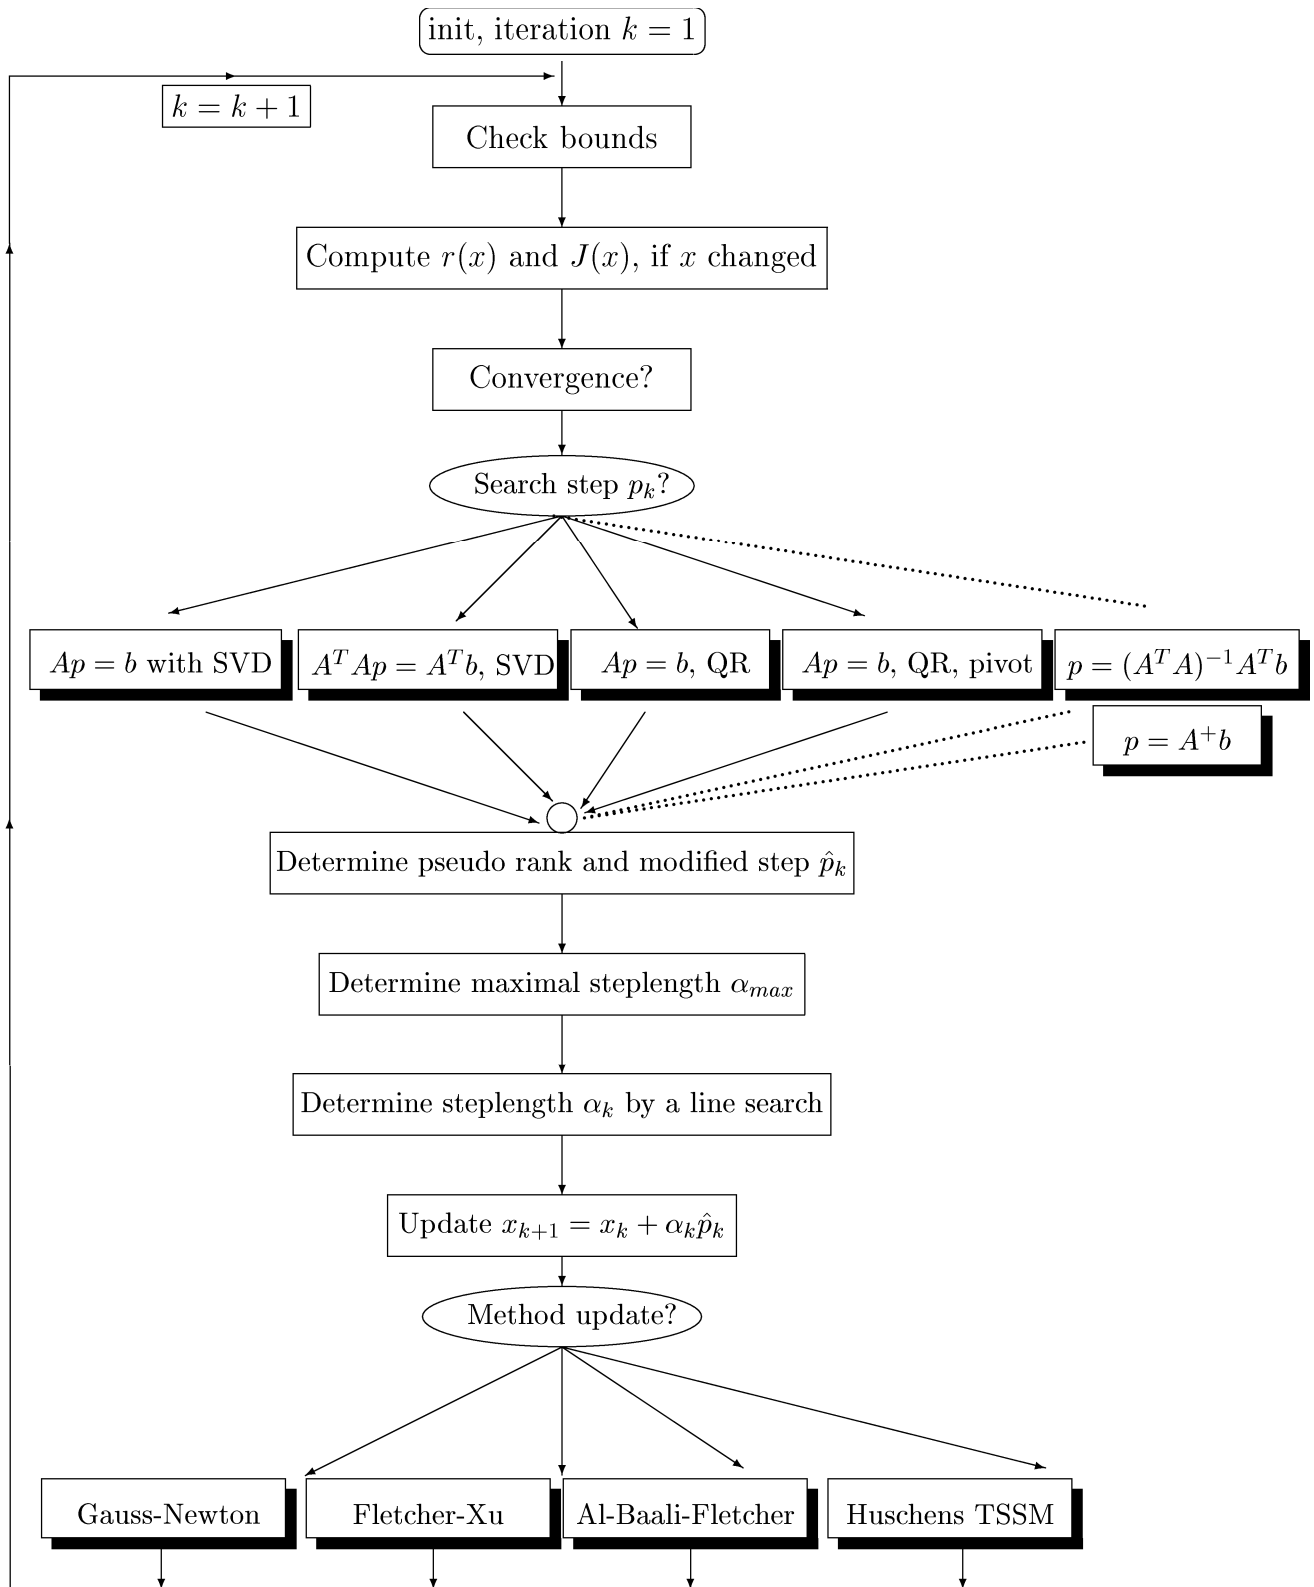 init, iteration k = 1
k = k + 1
Check bounds
Compute r(x) and J(x), if x changed
Convergence?
Search step p_k?
Ap = b with SVD
A^T Ap = A^T b, SVD
Ap = b, QR
Ap = b, QR, pivot
p = (A^T A)^{-1} A^T b
p = A^+ b
Determine pseudo rank and modified step p̂_k
Determine maximal steplength α_{max}
Determine steplength α_k by a line search
Update x_{k+1} = x_k + α_k p̂_k
Method update?
Gauss-Newton
Fletcher-Xu
Al-Baali-Fletcher
Huschens TSSM